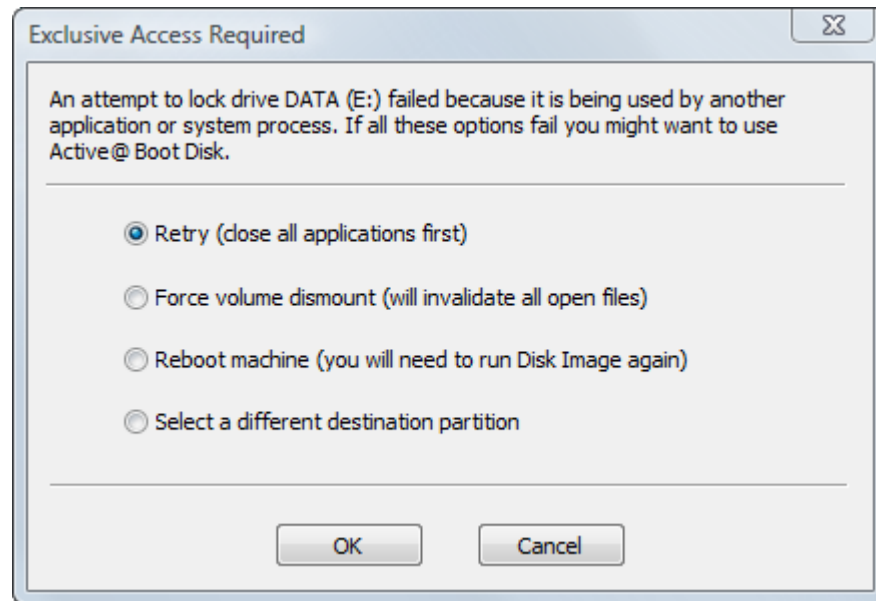 Exclusive Access Required
An attempt to lock drive DATA (E:) failed because it is being used by another
application or system process. If all these options fail you might want to use
Active@ Boot Disk.
Retry (close all applications first)
Force volume dismount (will invalidate all open files)
Reboot machine (you will need to run Disk Image again)
Select a different destination partition
OK
Cancel